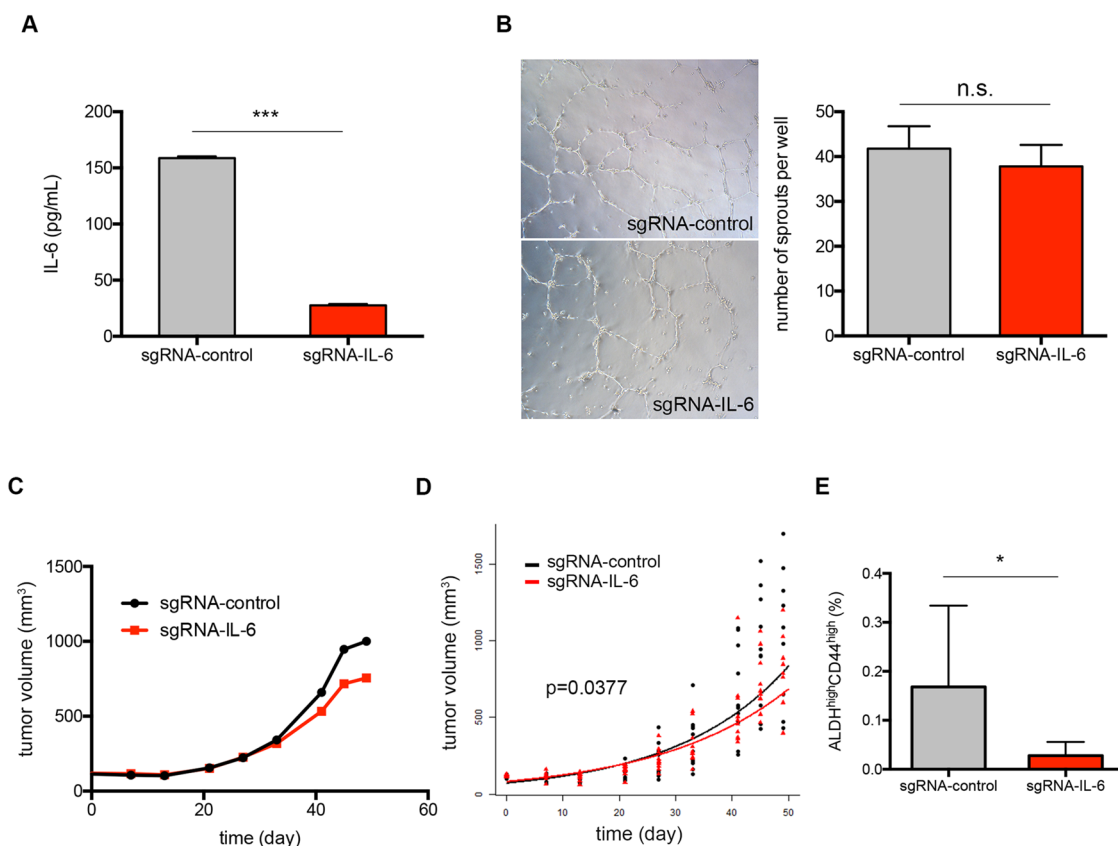 A
IL-6 (pg/mL)
200
150
100
50
0
***
sgRNA-control
sgRNA-IL-6
B
sgRNA-control
sgRNA-IL-6
number of sprouts per well
50
40
30
20
10
0
n.s.
sgRNA-control
sgRNA-IL-6
C
tumor volume (mm³)
1500
1000
500
0
sgRNA-control
sgRNA-IL-6
0
20
40
60
time (day)
D
tumor volume (mm³)
1500
1000
500
0
sgRNA-control
sgRNA-IL-6
p=0.0377
0
10
20
30
40
50
time (day)
E
ALDHhighCD44high (%)
0.4
0.3
0.2
0.1
0.0
*
sgRNA-control
sgRNA-IL-6